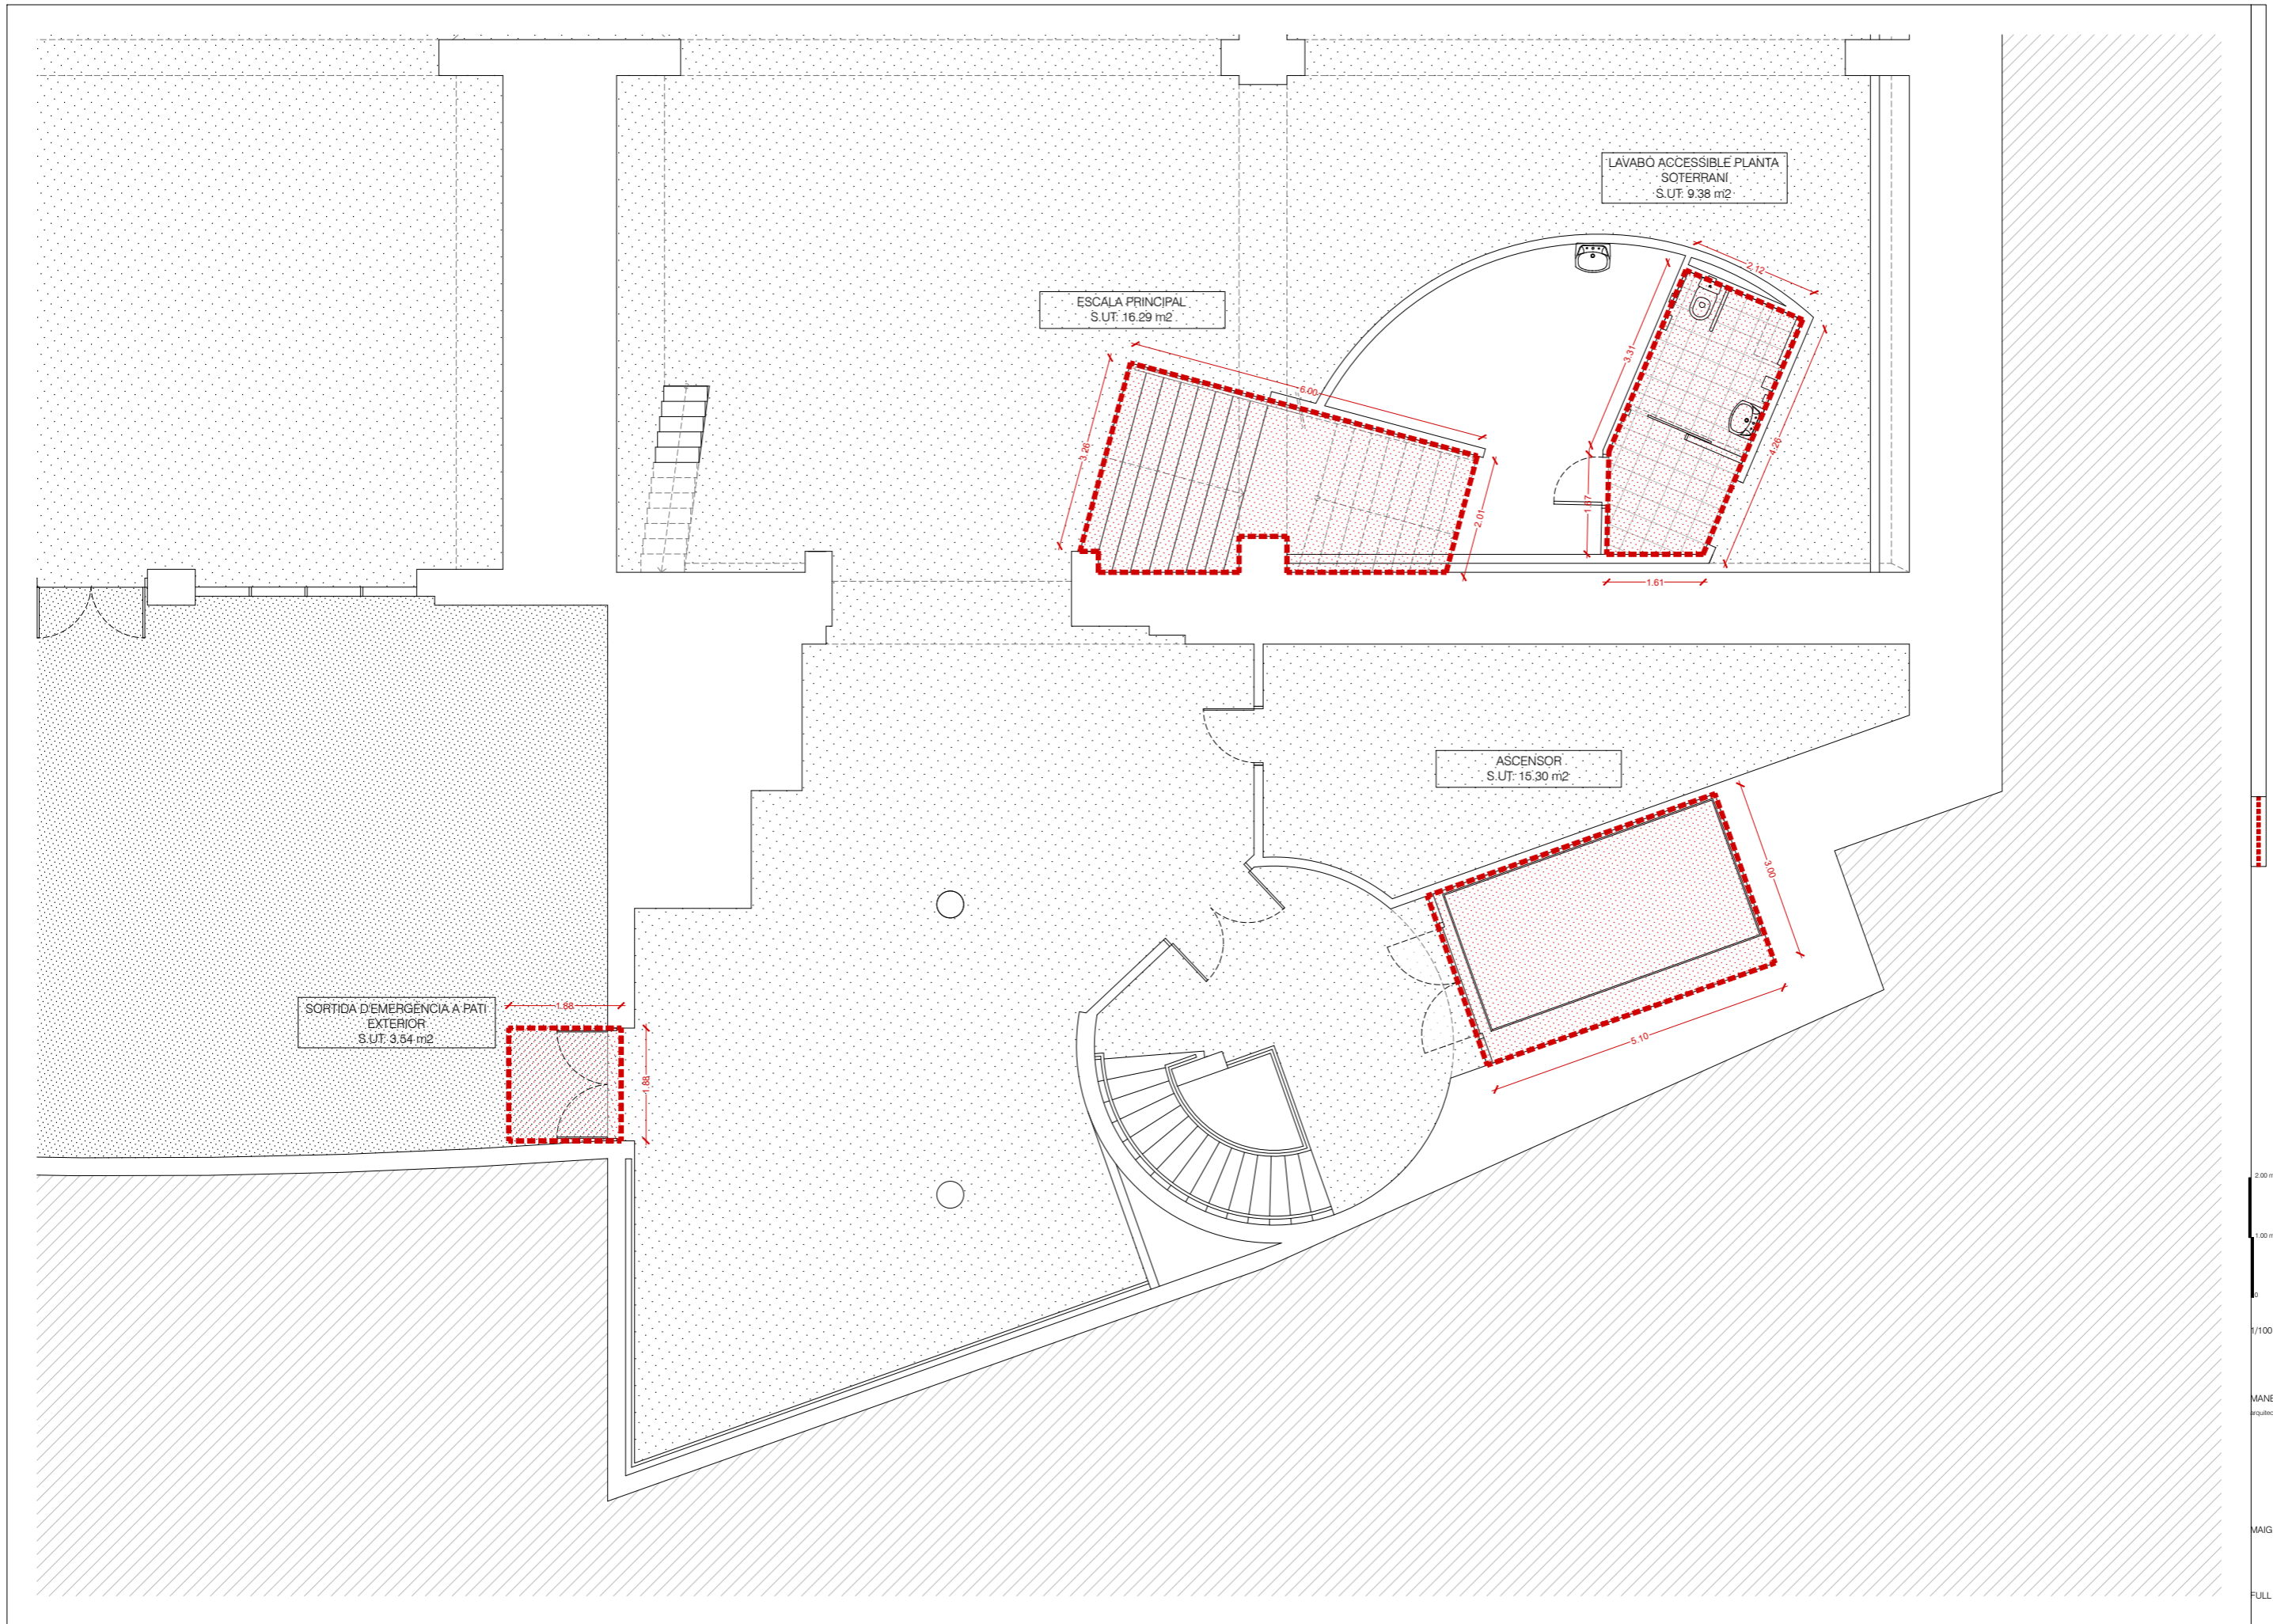 LAVABO ACCESSIBLE PLANTA
SOTERRANI
S.UT: 9.38 m2
2.12
3.31
4.26
1.67
1.61
ESCALA PRINCIPAL
S.UT: 16.29 m2
6.00
3.26
2.01
ASCENSOR
S.UT: 15.30 m2
3.00
5.10
SORTIDA D'EMERGÈNCIA A PATI
EXTERIOR
S.UT: 3.54 m2
1.88
1.88
2.00 m
1.00 m
0
1/100
FULL